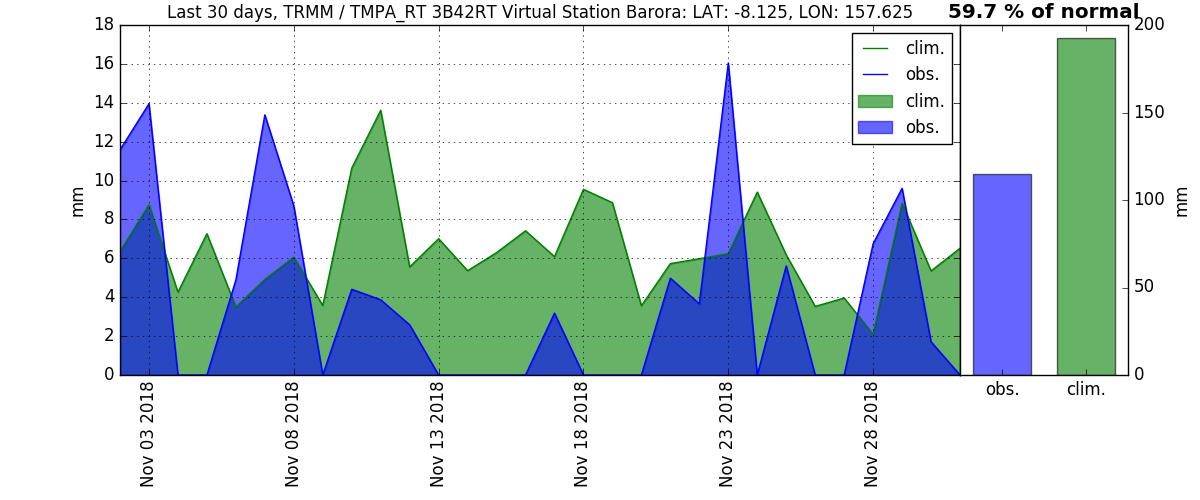 Last 30 days, TRMM / TMPA_RT 3B42RT Virtual Station Barora: LAT: -8.125, LON: 157.625
59.7 % of normal
18
16
14
12
10
8
6
4
2
0
mm
clim.
obs.
clim.
obs.
Nov 03 2018
Nov 08 2018
Nov 13 2018
Nov 18 2018
Nov 23 2018
Nov 28 2018
200
150
100
50
0
mm
obs.
clim.